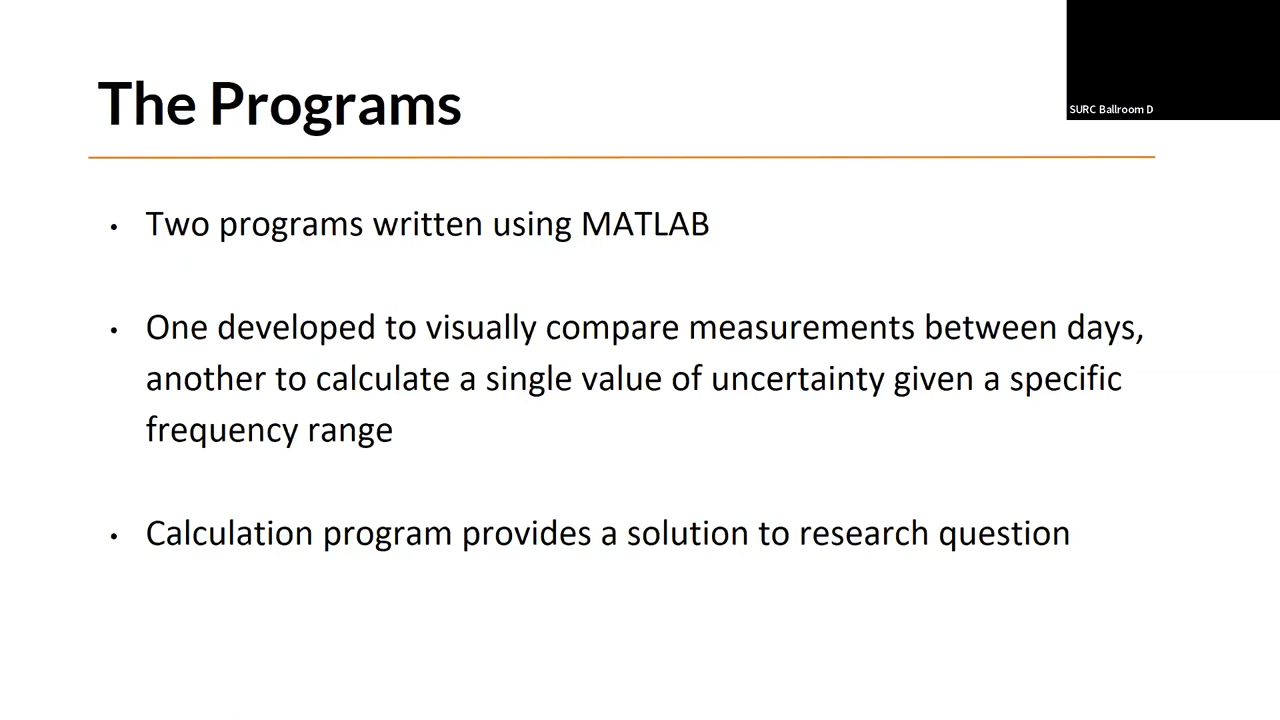 The Programs
SURC Ballroom D
• Two programs written using MATLAB
• One developed to visually compare measurements between days,
another to calculate a single value of uncertainty given a specific
frequency range
• Calculation program provides a solution to research question